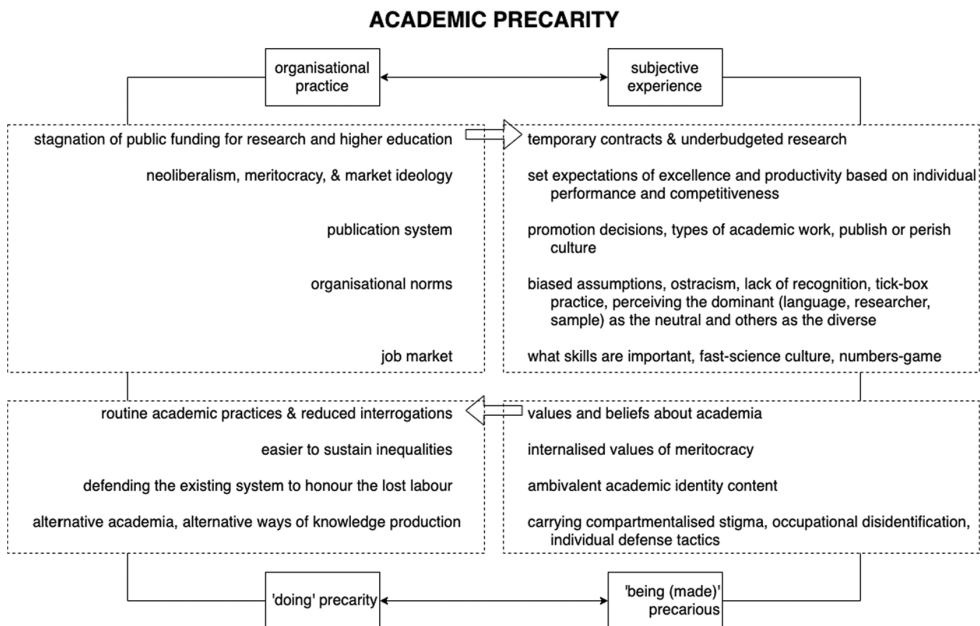 ACADEMIC PRECARITY
organisational
practice
subjective
experience
stagnation of public funding for research and higher education
neoliberalism, meritocracy, & market ideology
publication system
organisational norms
job market
temporary contracts & underbudgeted research
set expectations of excellence and productivity based on individual
performance and competitiveness
promotion decisions, types of academic work, publish or perish
culture
biased assumptions, ostracism, lack of recognition, tick-box
practice, perceiving the dominant (language, researcher,
sample) as the neutral and others as the diverse
what skills are important, fast-science culture, numbers-game
routine academic practices & reduced interrogations
easier to sustain inequalities
defending the existing system to honour the lost labour
alternative academia, alternative ways of knowledge production
values and beliefs about academia
internalised values of meritocracy
ambivalent academic identity content
carrying compartmentalised stigma, occupational disidentification,
individual defense tactics
'doing' precarity
'being (made)'
precarious